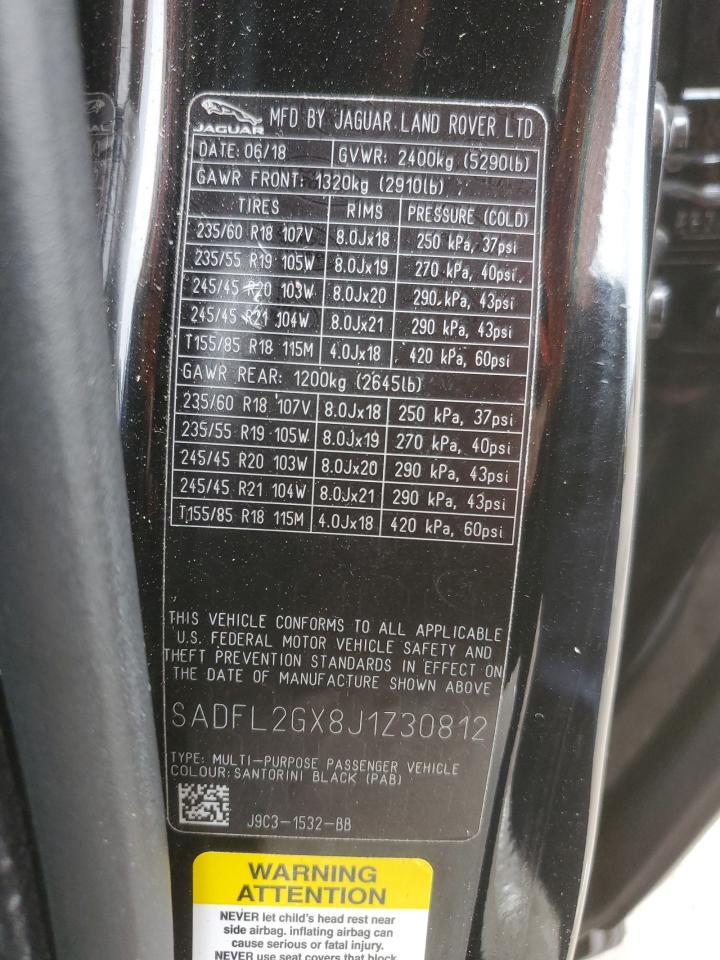 JAGUAR MFD BY JAGUAR LAND ROVER LTD
DATE: 06/18 GVWR: 2400kg (5290lb)
GAWR FRONT: 1320kg (2910lb)
TIRES RIMS PRESSURE (COLD)
235/60 R18 107V 8.0Jx18 250 kPa, 37psi
235/55 R19 105W 8.0Jx19 270 kPa, 40psi
245/45 R20 103W 8.0Jx20 290 kPa, 43psi
245/45 R21 104W 8.0Jx21 290 kPa, 43psi
T155/85 R18 115M 4.0Jx18 420 kPa, 60psi
GAWR REAR: 1200kg (2645lb)
235/60 R18 107V 8.0Jx18 250 kPa, 37psi
235/55 R19 105W 8.0Jx19 270 kPa, 40psi
245/45 R20 103W 8.0Jx20 290 kPa, 43psi
245/45 R21 104W 8.0Jx21 290 kPa, 43psi
T155/85 R18 115M 4.0Jx18 420 kPa, 60psi
THIS VEHICLE CONFORMS TO ALL APPLICABLE
U.S. FEDERAL MOTOR VEHICLE SAFETY AND
THEFT PREVENTION STANDARDS IN EFFECT ON
THE DATE OF MANUFACTURE SHOWN ABOVE
SADFL2GX8J1Z30812
TYPE: MULTI-PURPOSE PASSENGER VEHICLE
COLOUR: SANTORINI BLACK (PAB)
J9C3-1532-BB
WARNING
ATTENTION
NEVER let child's head rest near
side airbag. inflating airbag can
cause serious or fatal injury.
NEVER use seat covers that block